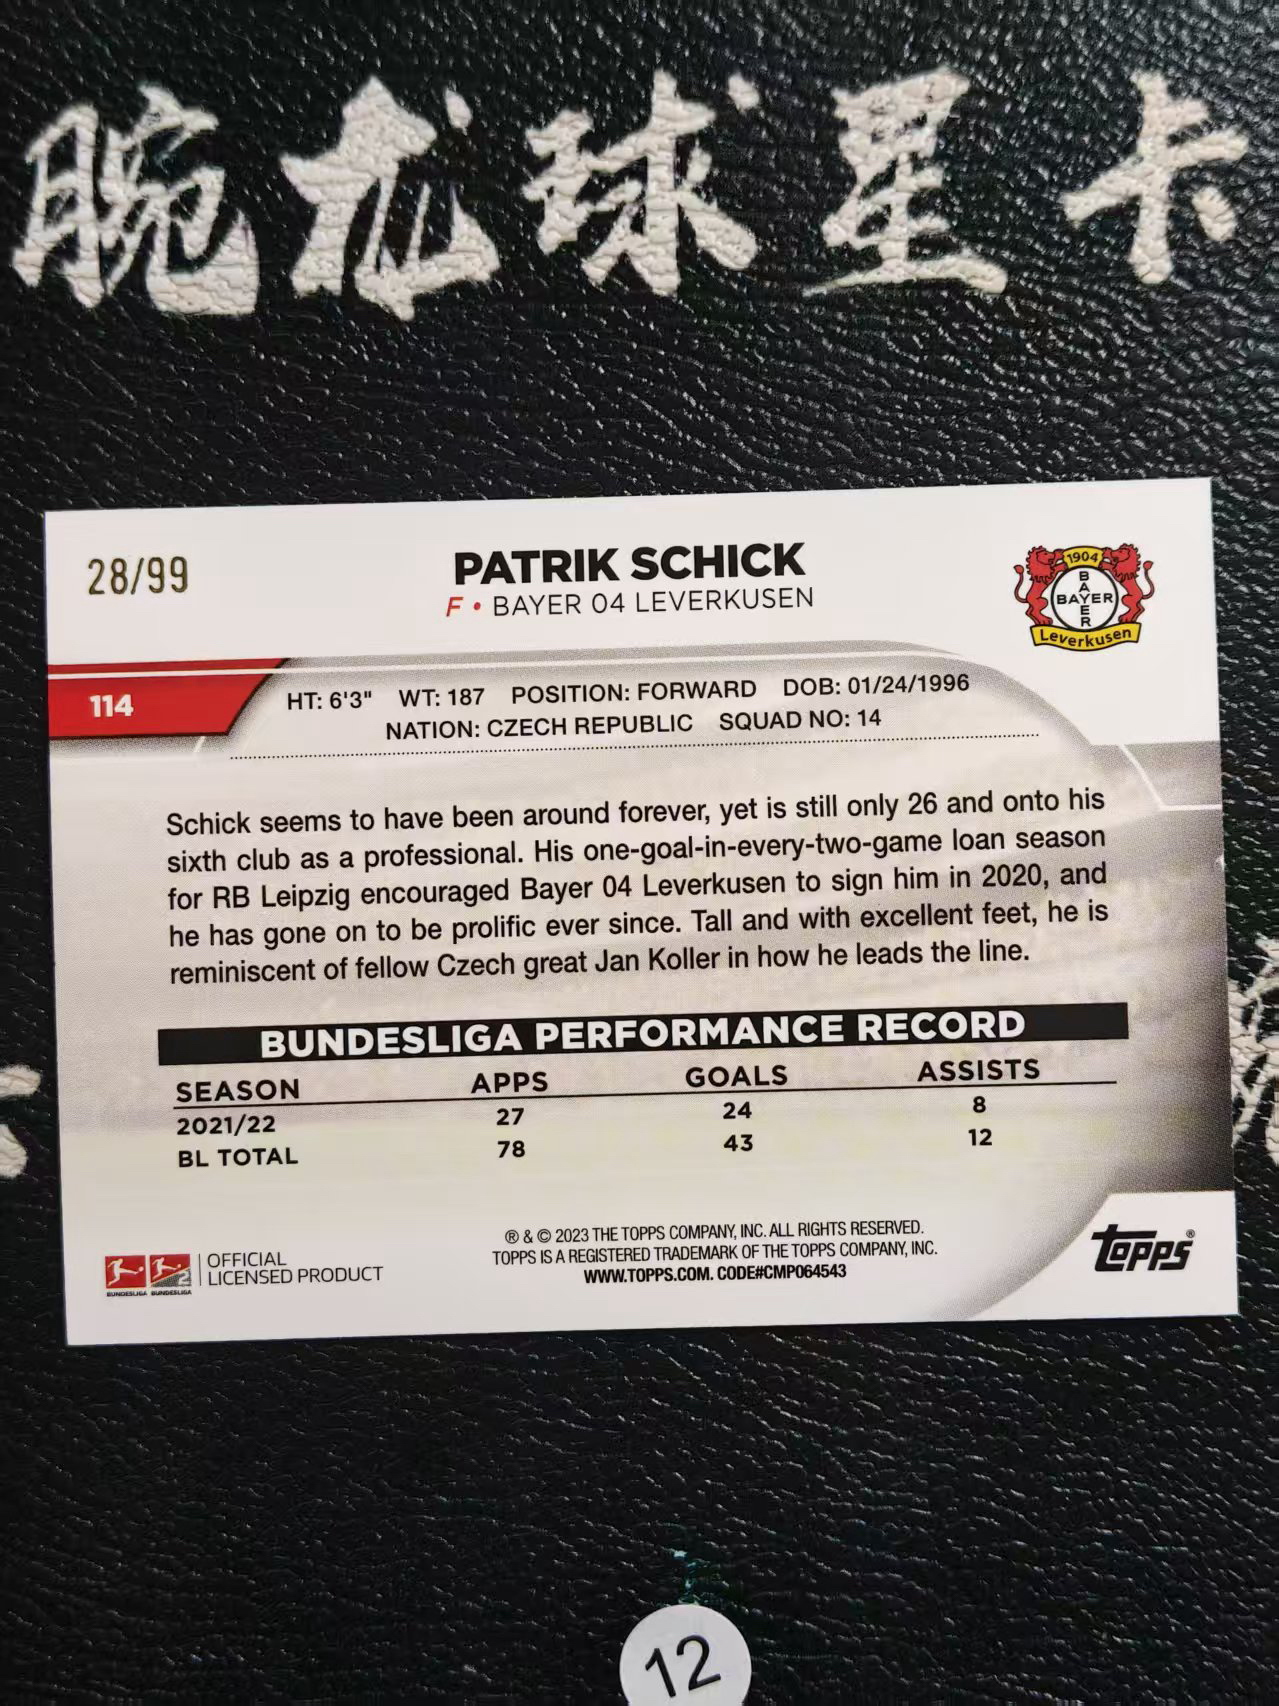 腕龙球星卡
28/99
PATRIK SCHICK
F • BAYER 04 LEVERKUSEN
1904
BAYER
BAYER
Leverkusen
114
HT: 6'3" WT: 187 POSITION: FORWARD DOB: 01/24/1996
NATION: CZECH REPUBLIC SQUAD NO: 14
Schick seems to have been around forever, yet is still only 26 and onto his
sixth club as a professional. His one-goal-in-every-two-game loan season
for RB Leipzig encouraged Bayer 04 Leverkusen to sign him in 2020, and
he has gone on to be prolific ever since. Tall and with excellent feet, he is
reminiscent of fellow Czech great Jan Koller in how he leads the line.
BUNDESLIGA PERFORMANCE RECORD
SEASON APPS GOALS ASSISTS
2021/22 27 24 8
BL TOTAL 78 43 12
BUNDESLIGA BUNDESLIGA
OFFICIAL
LICENSED PRODUCT
® & © 2023 THE TOPPS COMPANY, INC. ALL RIGHTS RESERVED.
TOPPS IS A REGISTERED TRADEMARK OF THE TOPPS COMPANY, INC.
WWW.TOPPS.COM. CODE#CMP064543
topps®
12